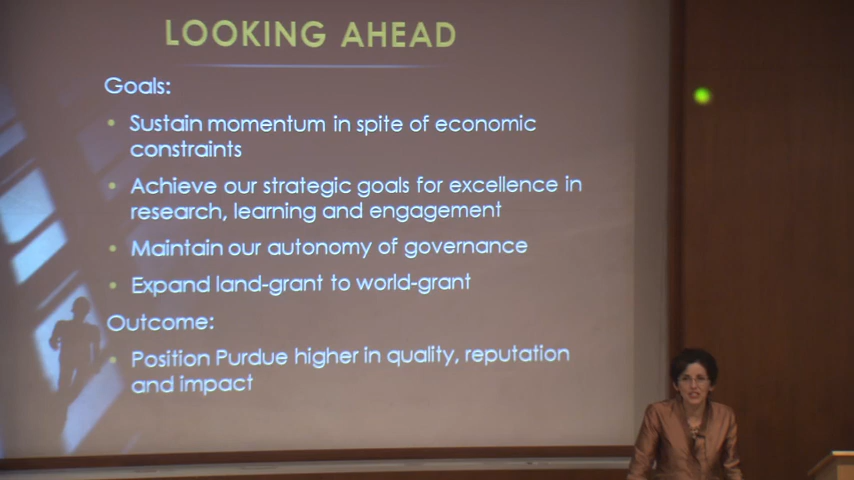 LOOKING AHEAD
Goals:
• Sustain momentum in spite of economic
constraints
• Achieve our strategic goals for excellence in
research, learning and engagement
• Maintain our autonomy of governance
• Expand land-grant to world-grant
Outcome:
• Position Purdue higher in quality, reputation
and impact